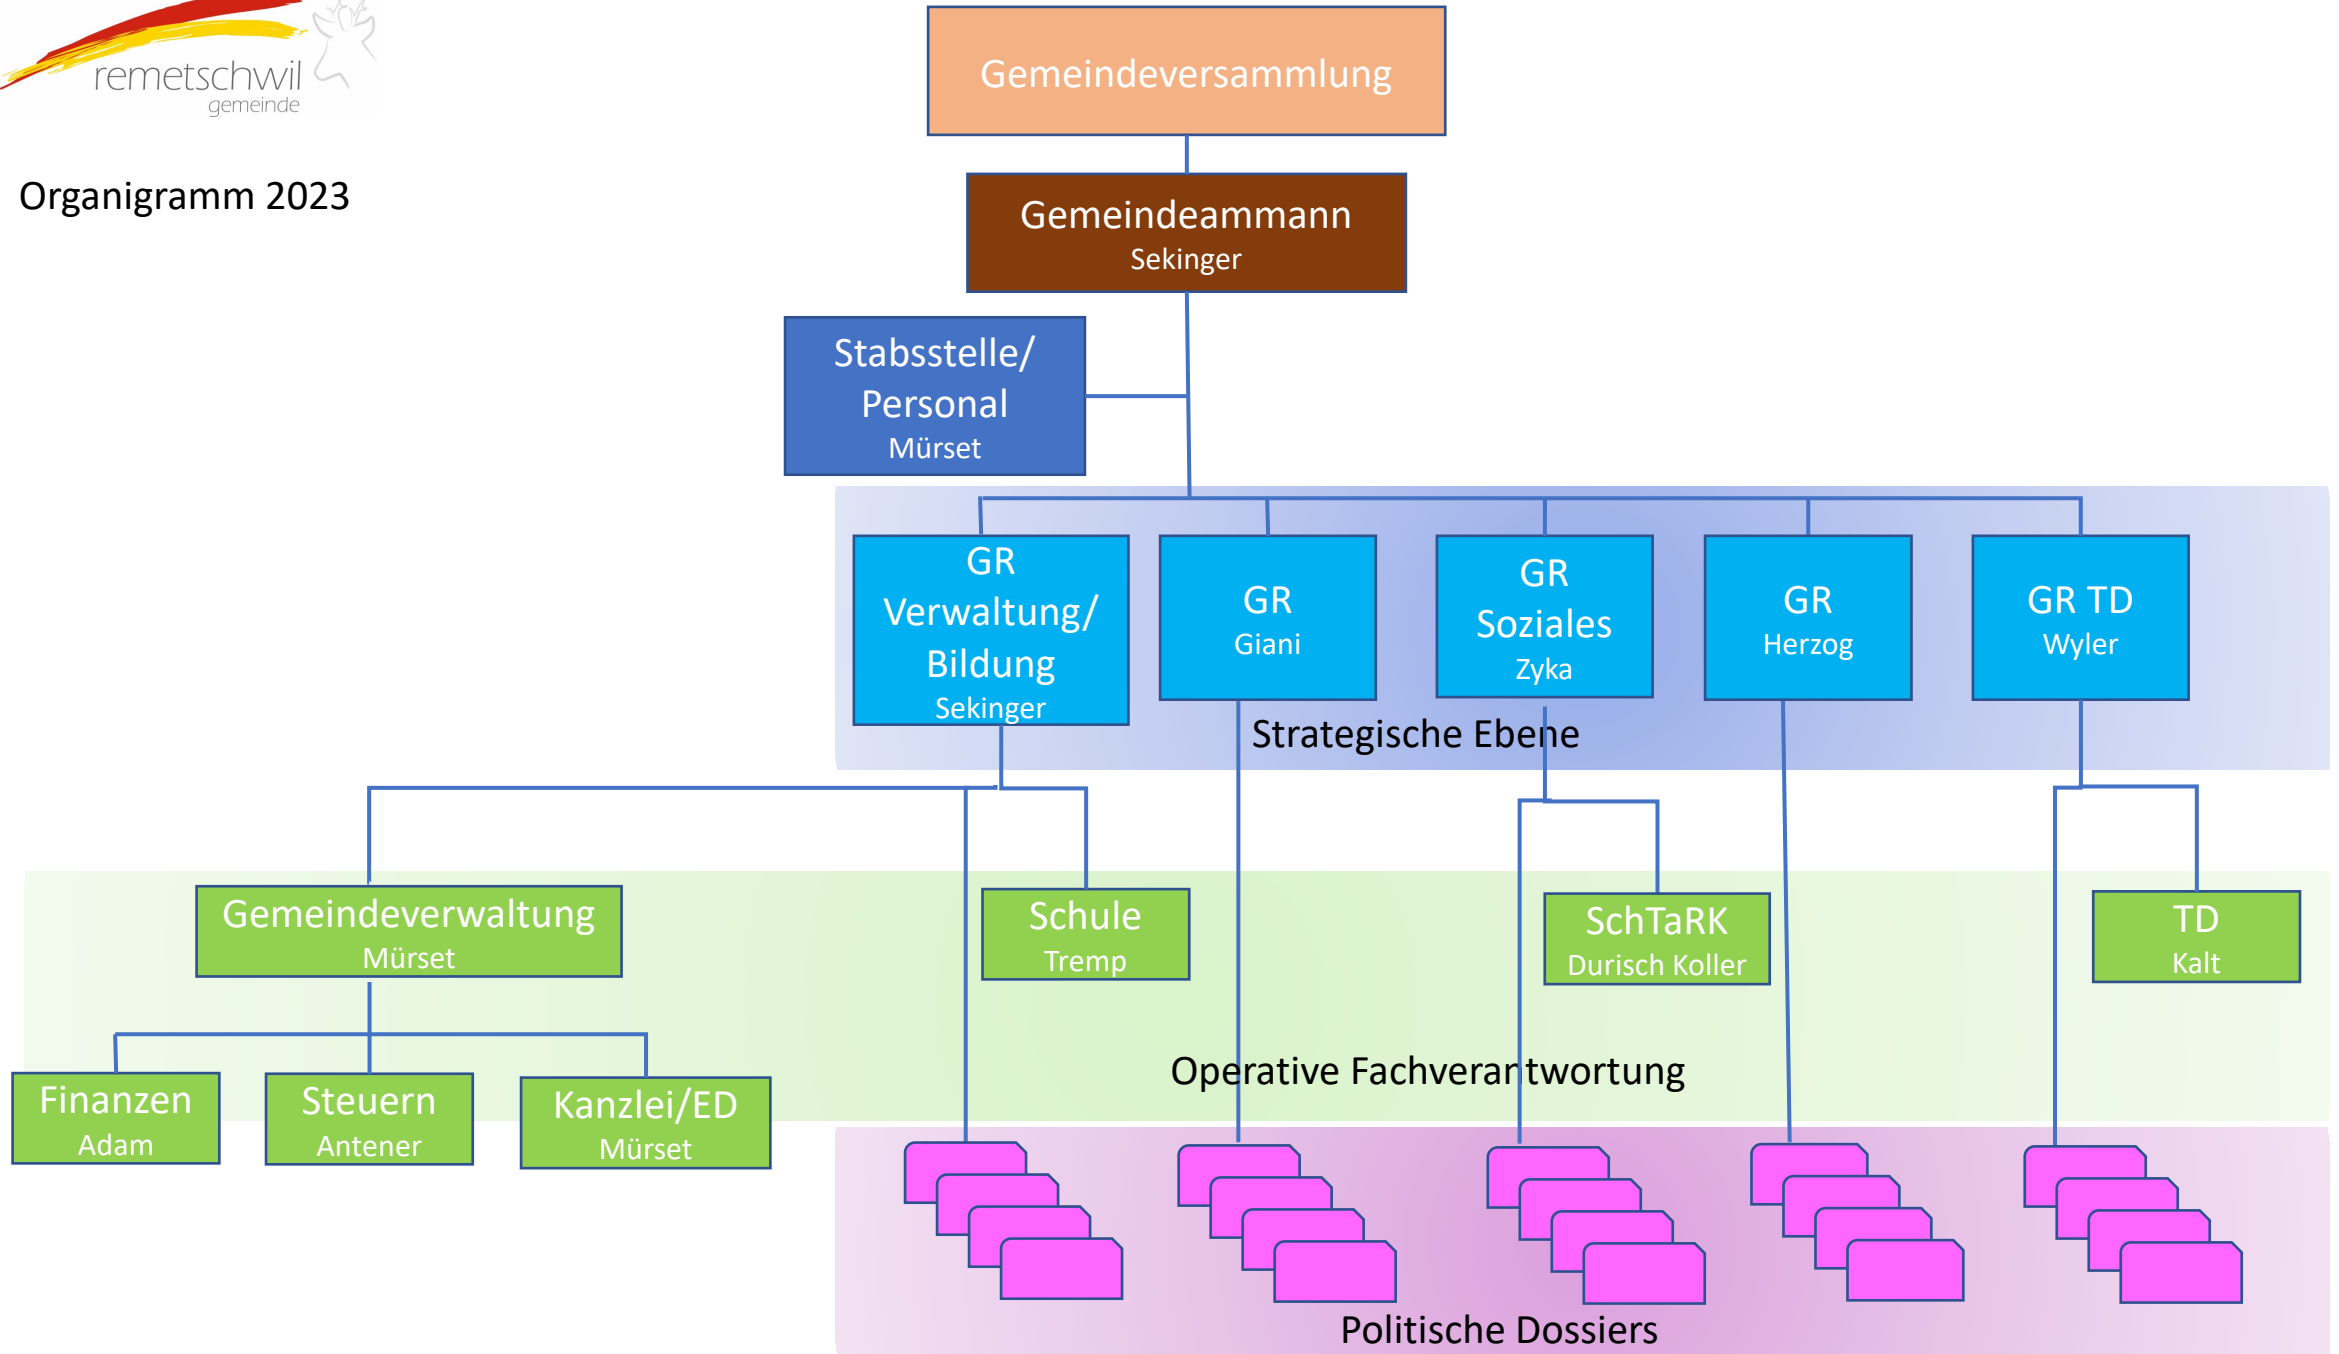 remetschwil
gemeinde
Organigramm 2023
Gemeindeversammlung
Gemeindeammann
Sekinger
Stabsstelle/
Personal
Mürset
GR
Verwaltung/
Bildung
Sekinger
GR
Giani
GR
Soziales
Zyka
GR
Herzog
GR TD
Wyler
Strategische Ebene
Gemeindeverwaltung
Mürset
Schule
Tremp
SchTaRK
Durisch Koller
TD
Kalt
Operative Fachverantwortung
Finanzen
Adam
Steuern
Antener
Kanzlei/ED
Mürset
Politische Dossiers